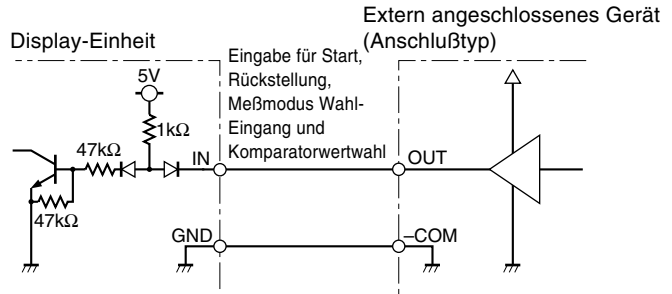 Extern angeschlossenes Gerät
(Anschlußtyp)
Display-Einheit
Eingabe für Start,
Rückstellung,
Meßmodus Wahl-
Eingang und
Komparatorwertwahl
5V
1kΩ
47kΩ
IN
OUT
47kΩ
GND
–COM